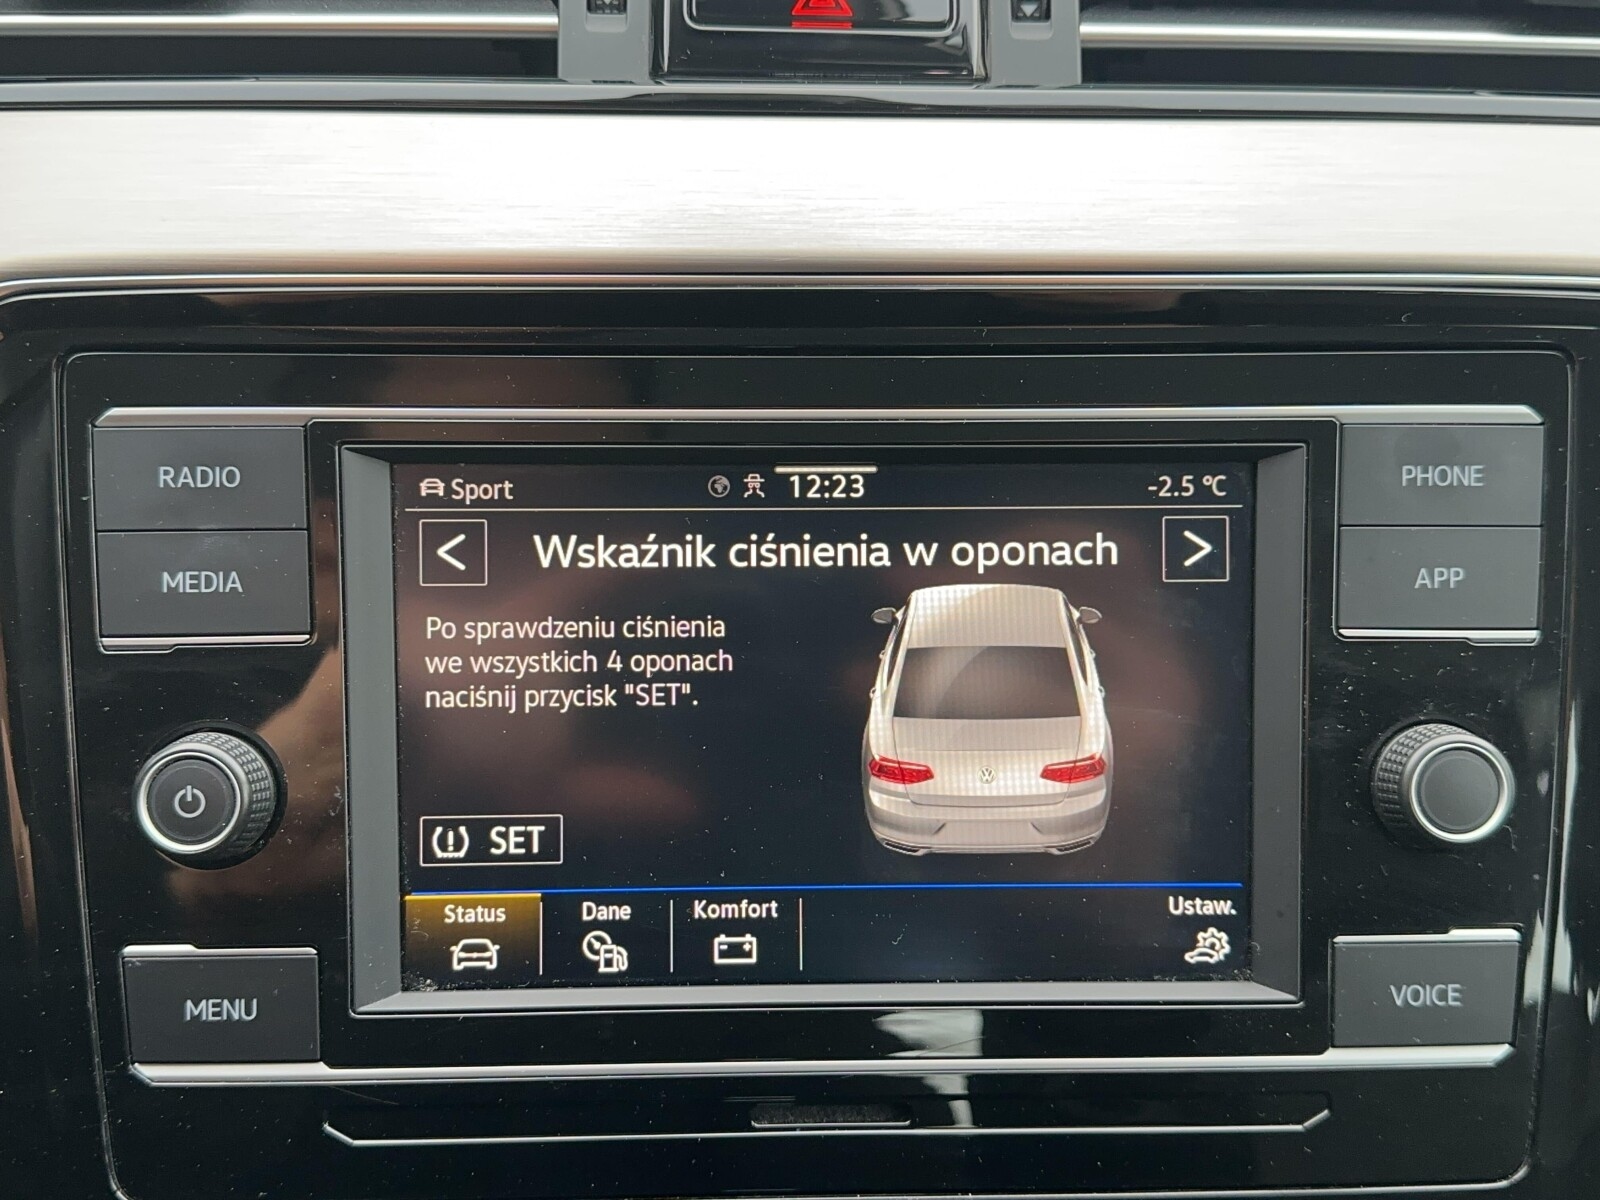 RADIO
MEDIA
MENU
PHONE
APP
VOICE
Sport
12:23
-2.5 °C
< Wskaźnik ciśnienia w oponach >
Po sprawdzeniu ciśnienia
we wszystkich 4 oponach
naciśnij przycisk "SET".
SET
Status
Dane
Komfort
Ustaw.